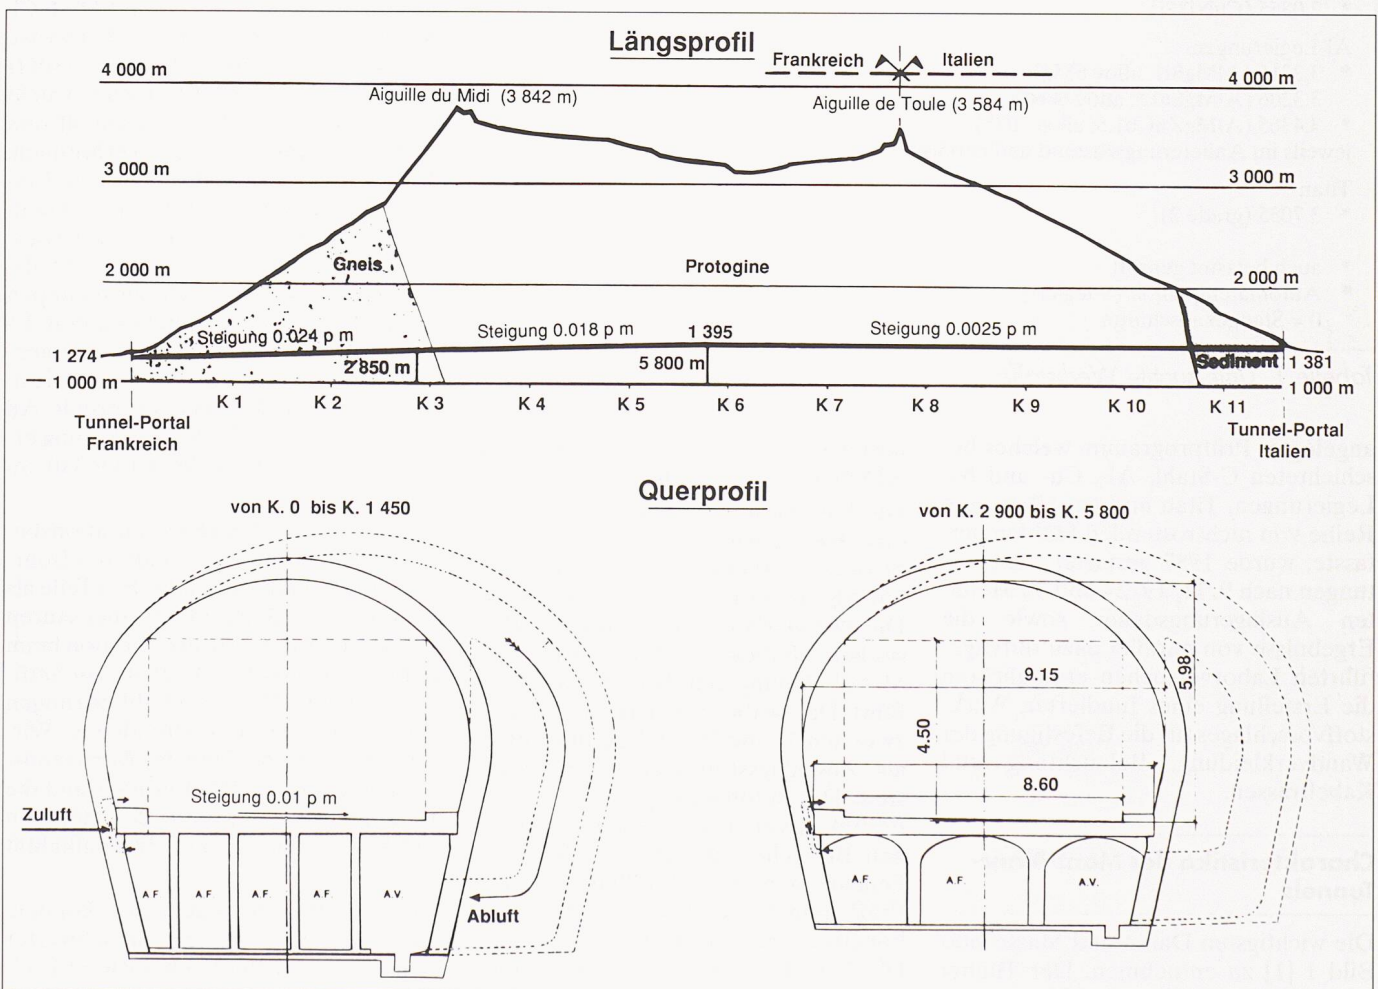 Längsprofil
Frankreich Italien
4 000 m
4 000 m
Aiguille du Midi (3 842 m)
Aiguille de Toule (3 584 m)
3 000 m
3 000 m
Gneis
Protogine
2 000 m
2 000 m
Steigung 0.024 p m
Steigung 0.018 p m
1 395
Steigung 0.0025 p m
1 274
2 850 m
5 800 m
Sediment
1 381
1 000 m
1 000 m
K 1 K 2 K 3 K 4 K 5 K 6 K 7 K 8 K 9 K 10 K 11
Tunnel-Portal
Frankreich
Tunnel-Portal
Italien
Querprofil
von K. 0 bis K. 1 450
Steigung 0.01 p m
Zuluft
A.F. A.F. A.F. A.F. A.V.
Abluft
von K. 2 900 bis K. 5 800
9.15
5.98
4.50
8.60
A.F. A.F. A.V.